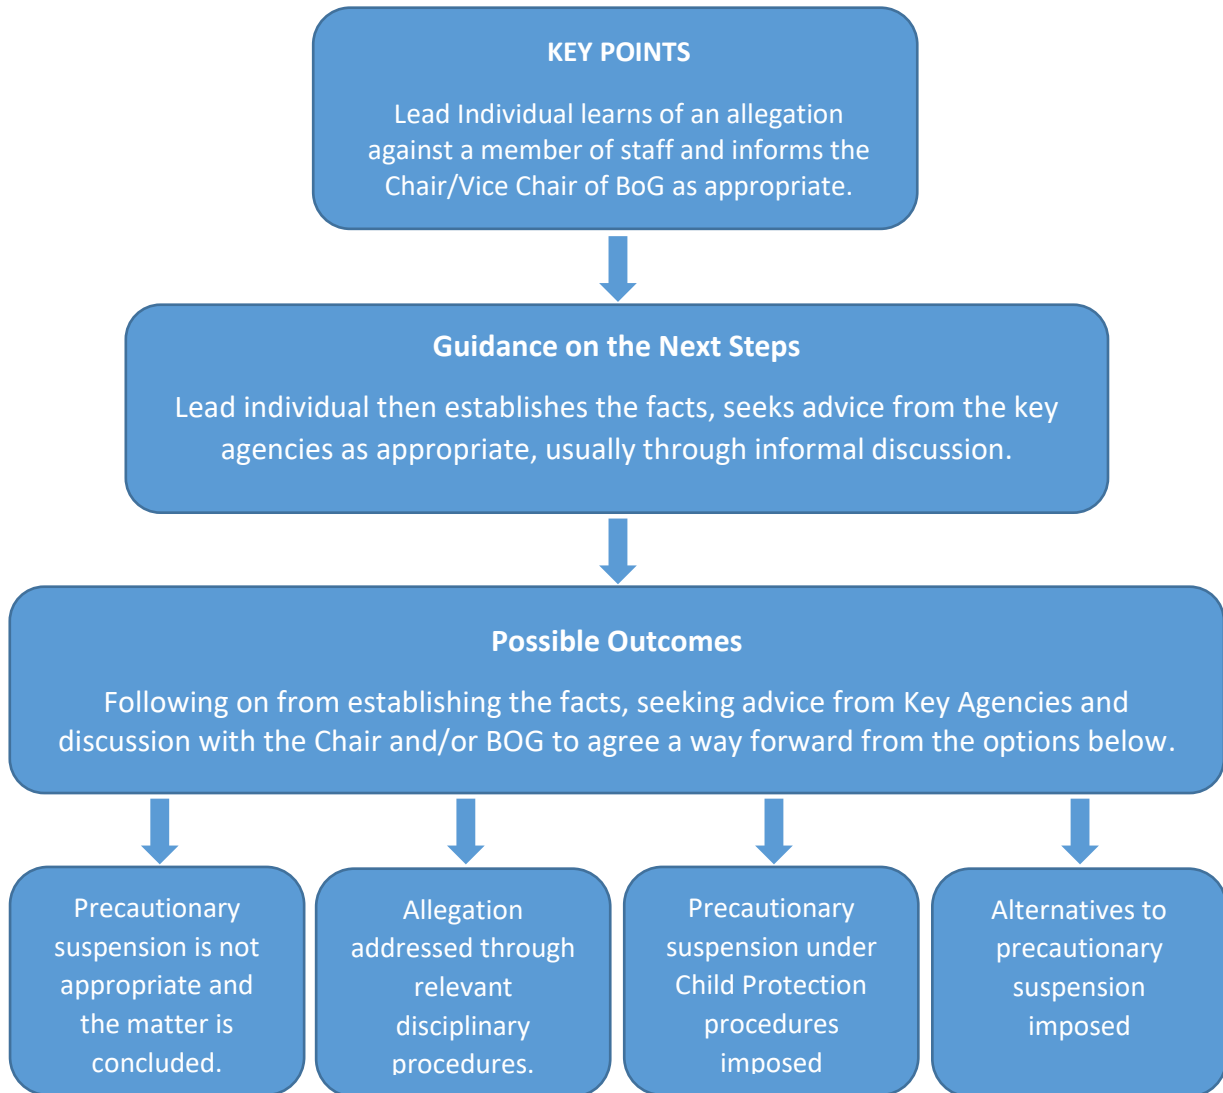 KEY POINTS
Lead Individual learns of an allegation
against a member of staff and informs the
Chair/Vice Chair of BoG as appropriate.
Guidance on the Next Steps
Lead individual then establishes the facts, seeks advice from the key
agencies as appropriate, usually through informal discussion.
Possible Outcomes
Following on from establishing the facts, seeking advice from Key Agencies and
discussion with the Chair and/or BOG to agree a way forward from the options below.
Precautionary
suspension is not
appropriate and
the matter is
concluded.
Allegation
addressed through
relevant
disciplinary
procedures.
Precautionary
suspension under
Child Protection
procedures
imposed
Alternatives to
precautionary
suspension
imposed